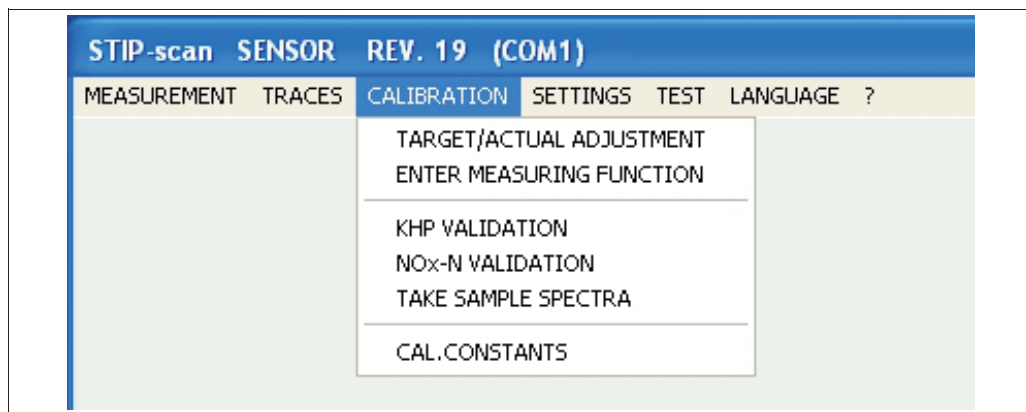 STIP-scan SENSOR REV. 19 (COM1)
MEASUREMENT TRACES CALIBRATION SETTINGS TEST LANGUAGE ?
TARGET/ACTUAL ADJUSTMENT
ENTER MEASURING FUNCTION
KHP VALIDATION
NOx-N VALIDATION
TAKE SAMPLE SPECTRA
CAL.CONSTANTS